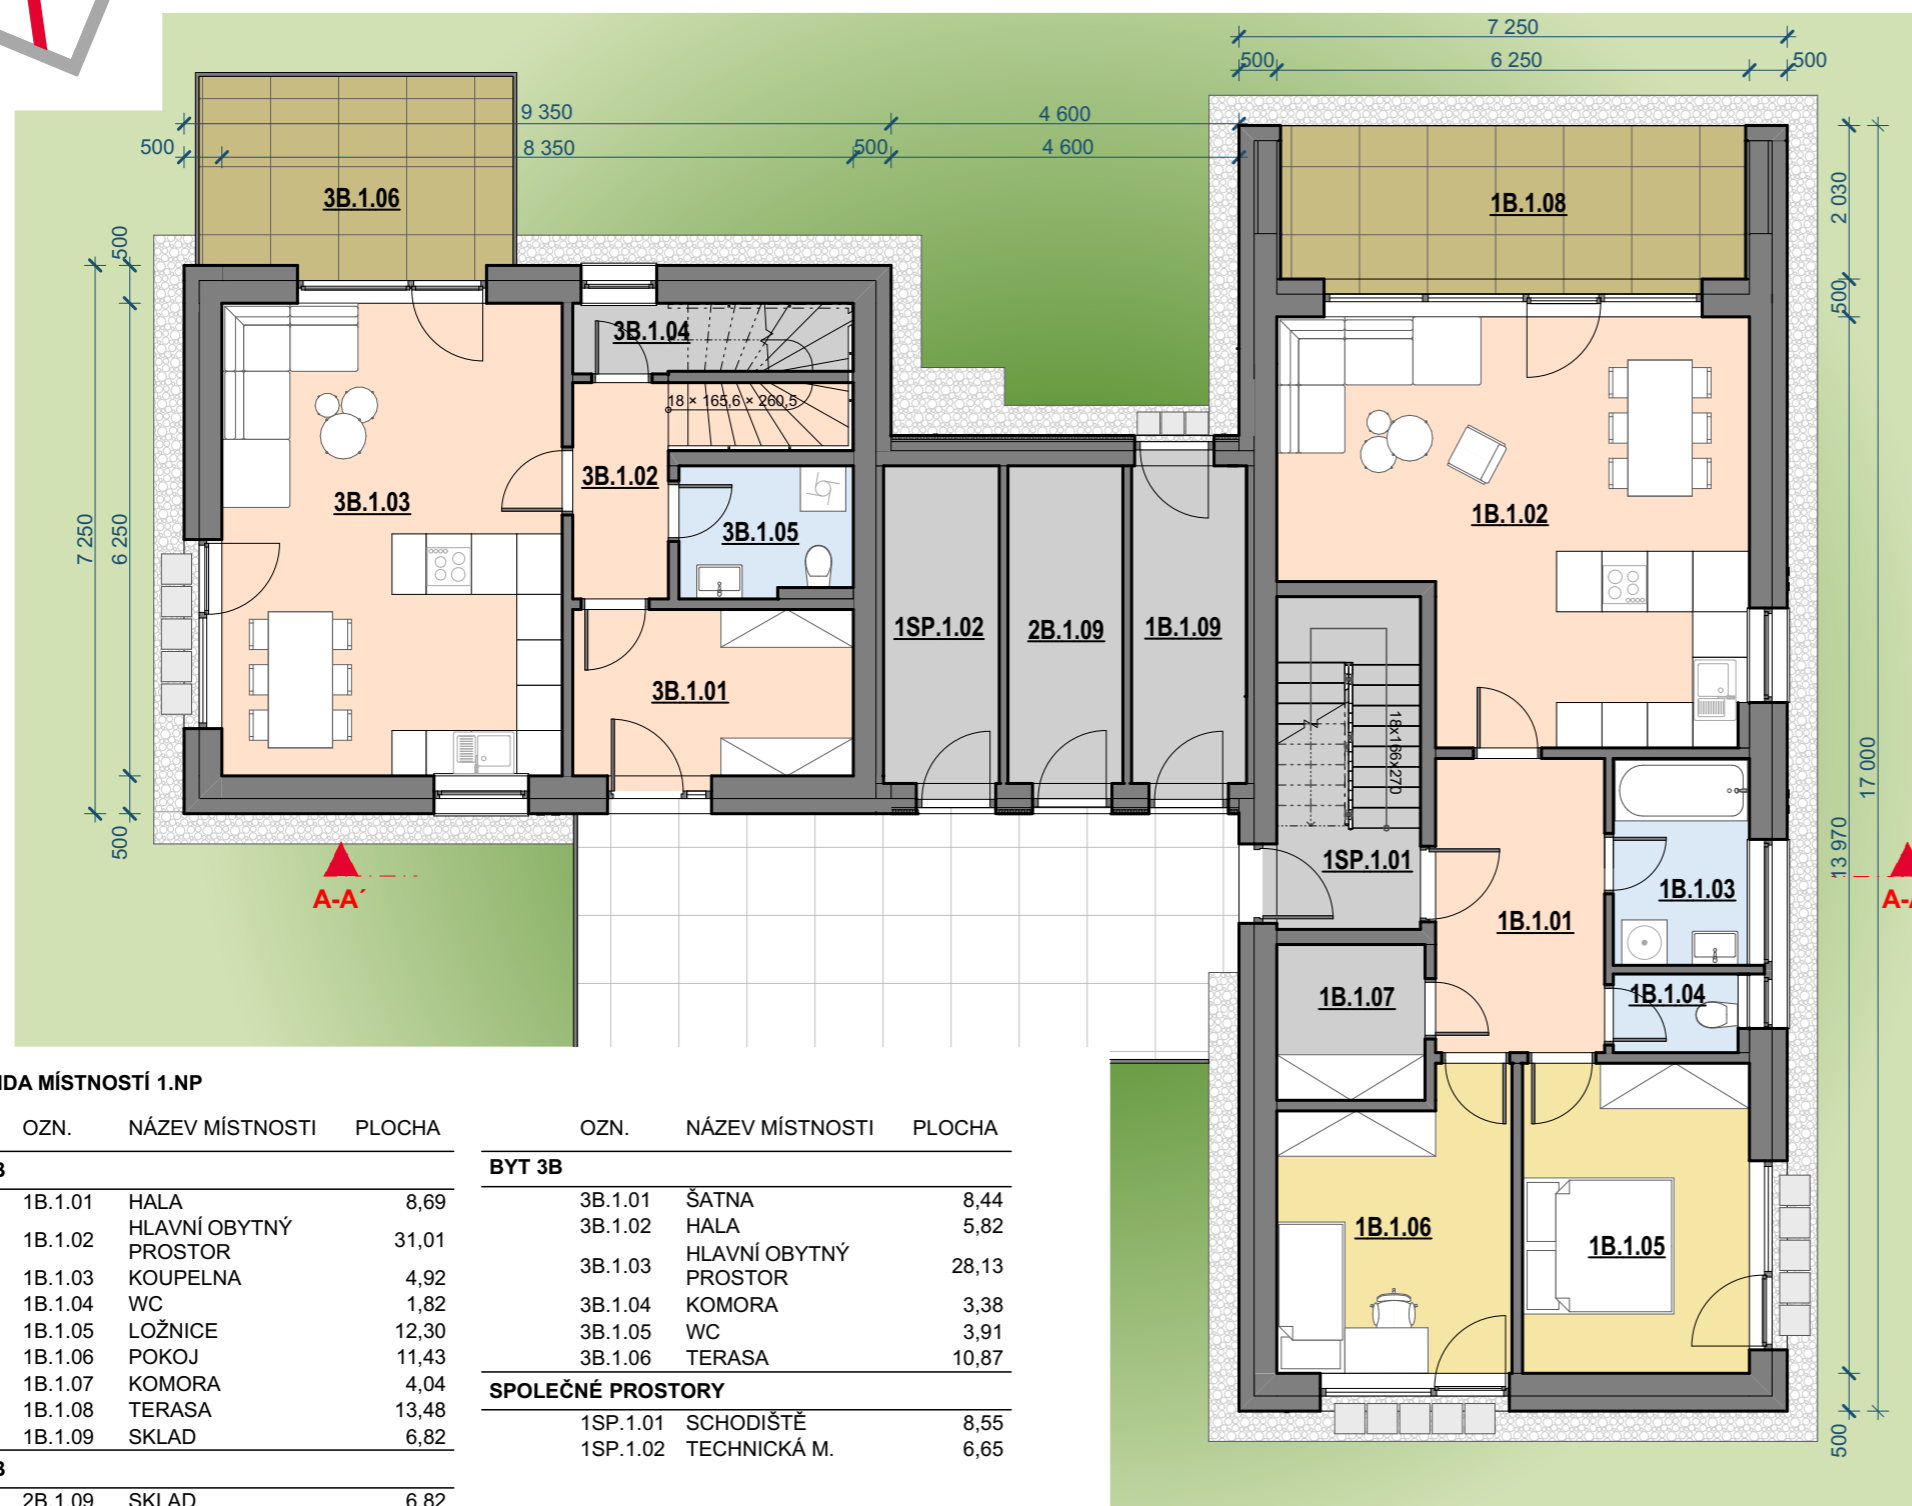 7 250
500
6 250
500
9 350
4 600
500
8 350
500
4 600
3B.1.06
1B.1.08
2 030
500
500
3B.1.04
18 × 165,6 × 260,5
3B.1.02
3B.1.03
3B.1.05
1B.1.02
7 250
6 250
1SP.1.02
2B.1.09
1B.1.09
3B.1.01
18x166x270
17 000
13 970
500
1SP.1.01
A-A´
1B.1.03
1B.1.01
1B.1.07
1B.1.04
1B.1.06
1B.1.05
500
MÍSTNOSTÍ 1.NP
OZN. NÁZEV MÍSTNOSTI PLOCHA
1B.1.01 HALA 8,69
1B.1.02 HLAVNÍ OBYTNÝ PROSTOR 31,01
1B.1.03 KOUPELNA 4,92
1B.1.04 WC 1,82
1B.1.05 LOŽNICE 12,30
1B.1.06 POKOJ 11,43
1B.1.07 KOMORA 4,04
1B.1.08 TERASA 13,48
1B.1.09 SKLAD 6,82
2B.1.09 SKLAD 6,82
OZN. NÁZEV MÍSTNOSTI PLOCHA
BYT 3B
3B.1.01 ŠATNA 8,44
3B.1.02 HALA 5,82
3B.1.03 HLAVNÍ OBYTNÝ PROSTOR 28,13
3B.1.04 KOMORA 3,38
3B.1.05 WC 3,91
3B.1.06 TERASA 10,87
SPOLEČNÉ PROSTORY
1SP.1.01 SCHODIŠTĚ 8,55
1SP.1.02 TECHNICKÁ M. 6,65